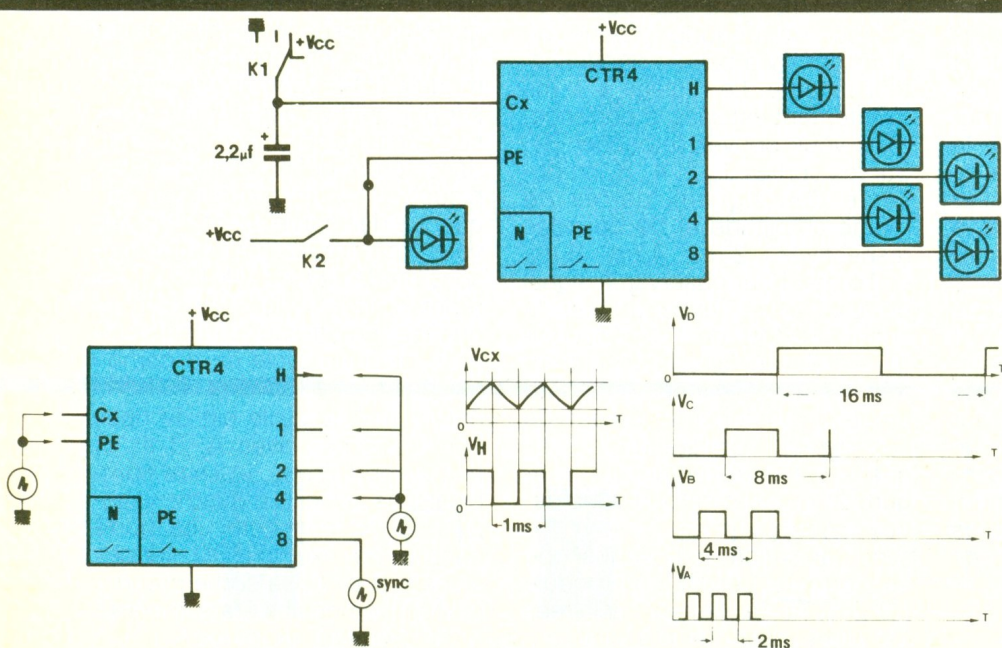 +Vcc
K1
+Vcc
CTR4
Cx
H
2,2µf
+
PE
1
2
4
N
PE
8
+Vcc
K2
+Vcc
CTR4
H
Cx
PE
1
2
4
N
PE
8
sync
VCX
0
T
VH
0
T
1ms
VD
0
T
16 ms
VC
T
8 ms
VB
T
4 ms
VA
T
2 ms